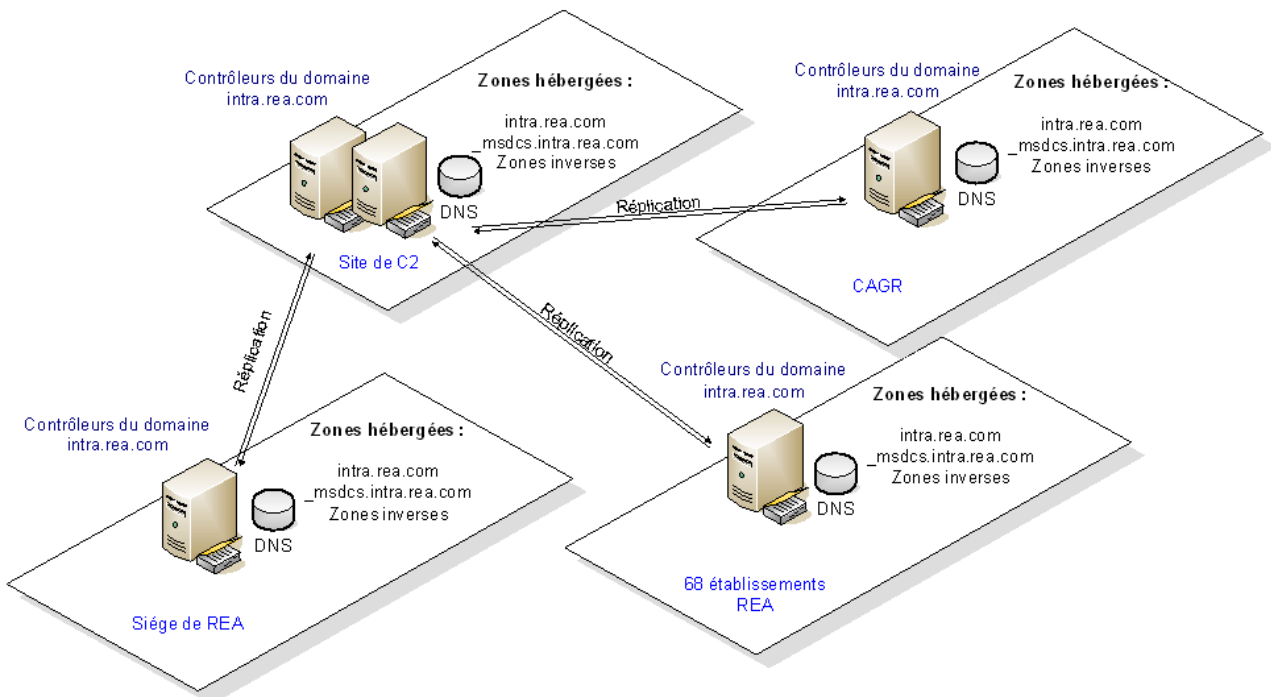 Contrôleurs du domaine
intra.rea.com
Zones hébergées :
intra.rea.com
_msdcs.intra.rea.com
Zones inverses
DNS
Site de C2
Contrôleurs du domaine
intra.rea.com
Zones hébergées :
intra.rea.com
_msdcs.intra.rea.com
Zones inverses
DNS
CAGR
Réplication
Réplication
Réplication
Contrôleurs du domaine
intra.rea.com
Zones hébergées :
intra.rea.com
_msdcs.intra.rea.com
Zones inverses
DNS
Siége de REA
Contrôleurs du domaine
intra.rea.com
Zones hébergées :
intra.rea.com
_msdcs.intra.rea.com
Zones inverses
DNS
68 établissements
REA